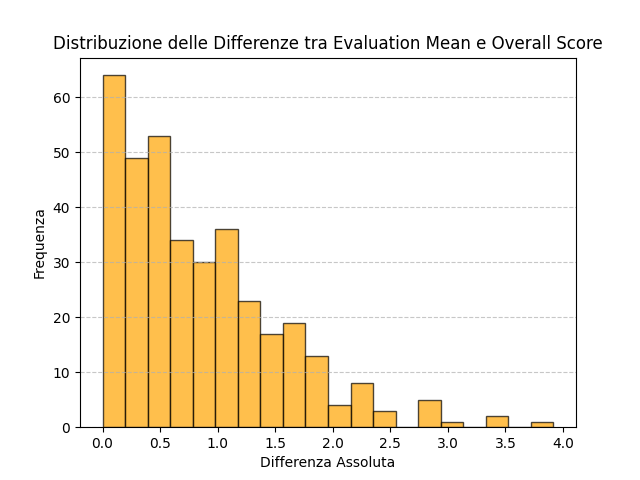 Distribuzione delle Differenze tra Evaluation Mean e Overall Score
Frequenza
60
50
40
30
20
10
0
0.0 0.5 1.0 1.5 2.0 2.5 3.0 3.5 4.0
Differenza Assoluta